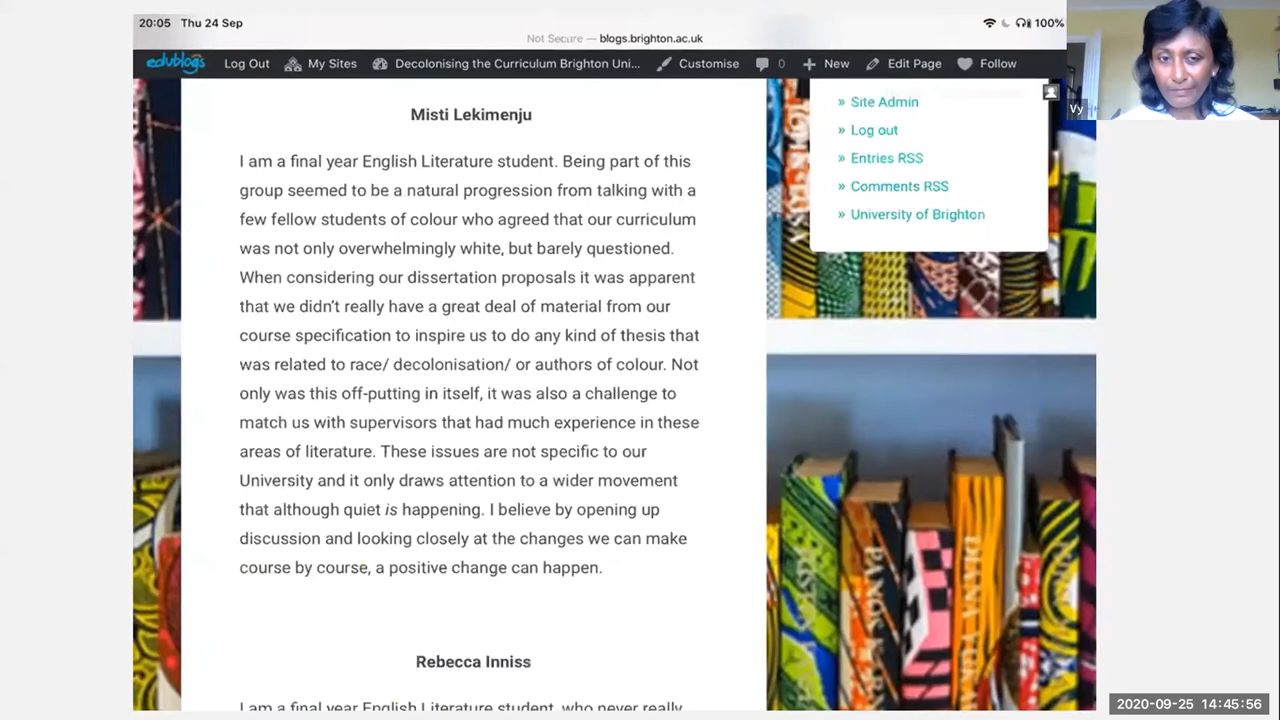 20:05 Thu 24 Sep
100%
Not Secure — blogs.brighton.ac.uk
edublogs Log Out My Sites Decolonising the Curriculum Brighton Uni... Customise 0 New Edit Page Follow
Vy
» Site Admin
» Log out
» Entries RSS
» Comments RSS
» University of Brighton
Misti Lekimenju
I am a final year English Literature student. Being part of this
group seemed to be a natural progression from talking with a
few fellow students of colour who agreed that our curriculum
was not only overwhelmingly white, but barely questioned.
When considering our dissertation proposals it was apparent
that we didn't really have a great deal of material from our
course specification to inspire us to do any kind of thesis that
was related to race/ decolonisation/ or authors of colour. Not
only was this off-putting in itself, it was also a challenge to
match us with supervisors that had much experience in these
areas of literature. These issues are not specific to our
University and it only draws attention to a wider movement
that although quiet is happening. I believe by opening up
discussion and looking closely at the changes we can make
course by course, a positive change can happen.
Rebecca Inniss
I am a final year English Literature student, who never really
2020-09-25 14:45:56